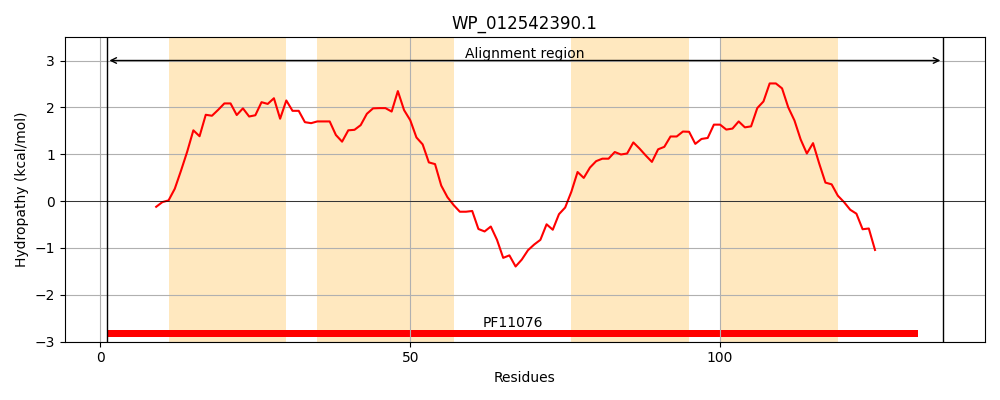 WP_012542390.1
Alignment region
3
2
1
0
−1
−2
−3
Hydropathy (kcal/mol)
PF11076
0
50
100
Residues